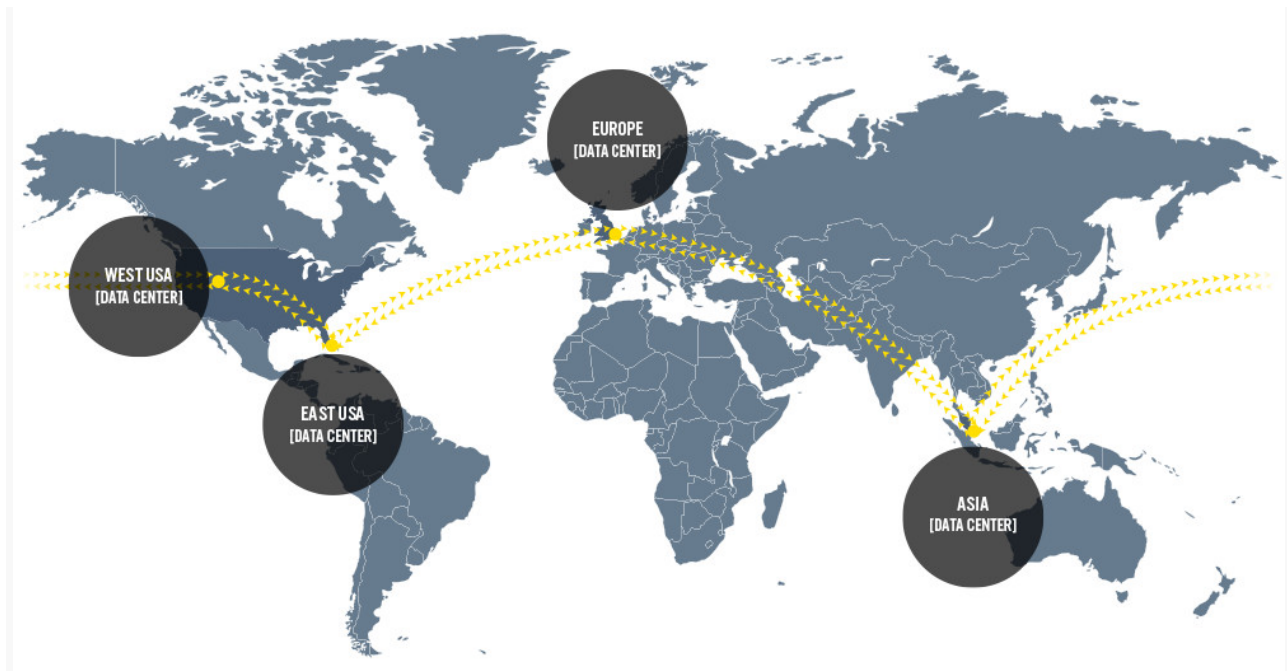 EUROPE
[DATA CENTER]
WEST USA
[DATA CENTER]
EAST USA
[DATA CENTER]
ASIA
[DATA CENTER]